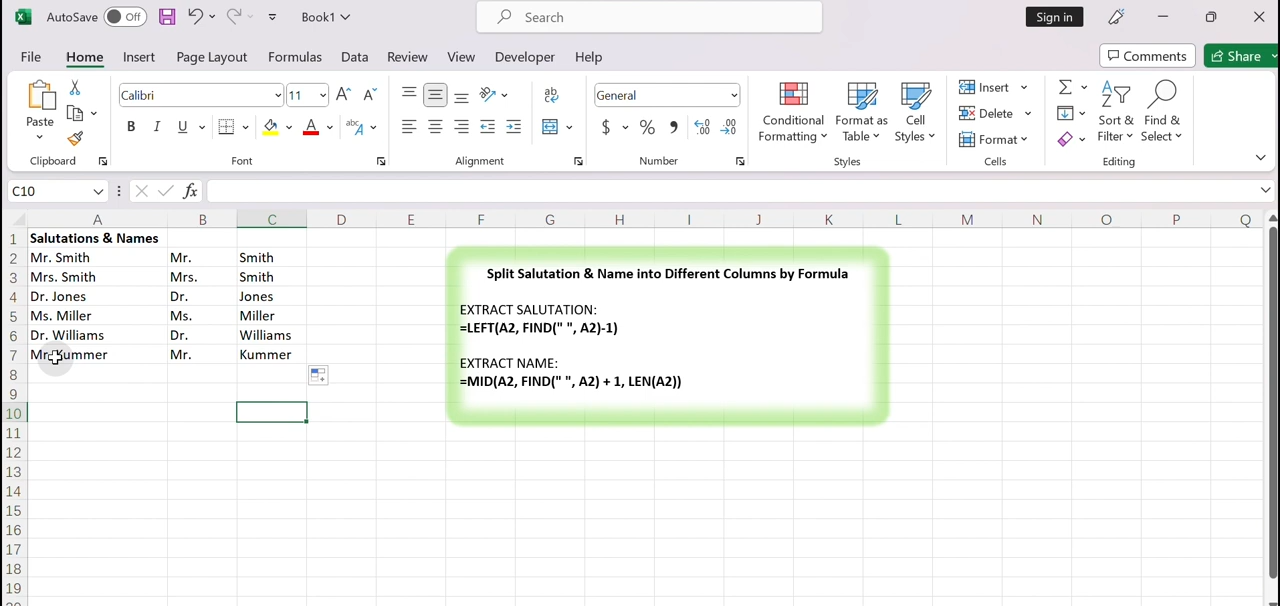 AutoSave Off Book1 Search Sign in
File Home Insert Page Layout Formulas Data Review View Developer Help Comments Share
Paste
Calibri 11
B I U
ab
General
$ % 9
Conditional Formatting
Format as Table
Cell Styles
Insert
Delete
Format
Sort & Filter
Find & Select
Clipboard Font Alignment Number Styles Cells Editing
C10 fx
A B C D E F G H I J K L M N O P Q
1 Salutations & Names
2 Mr. Smith Mr. Smith
3 Mrs. Smith Mrs. Smith
4 Dr. Jones Dr. Jones
5 Ms. Miller Ms. Miller
6 Dr. Williams Dr. Williams
7 Mr. Kummer Mr. Kummer
8
9
10
11
12
13
14
15
16
17
18
19
Split Salutation & Name into Different Columns by Formula
EXTRACT SALUTATION:
=LEFT(A2, FIND(" ", A2)-1)
EXTRACT NAME:
=MID(A2, FIND(" ", A2) + 1, LEN(A2))